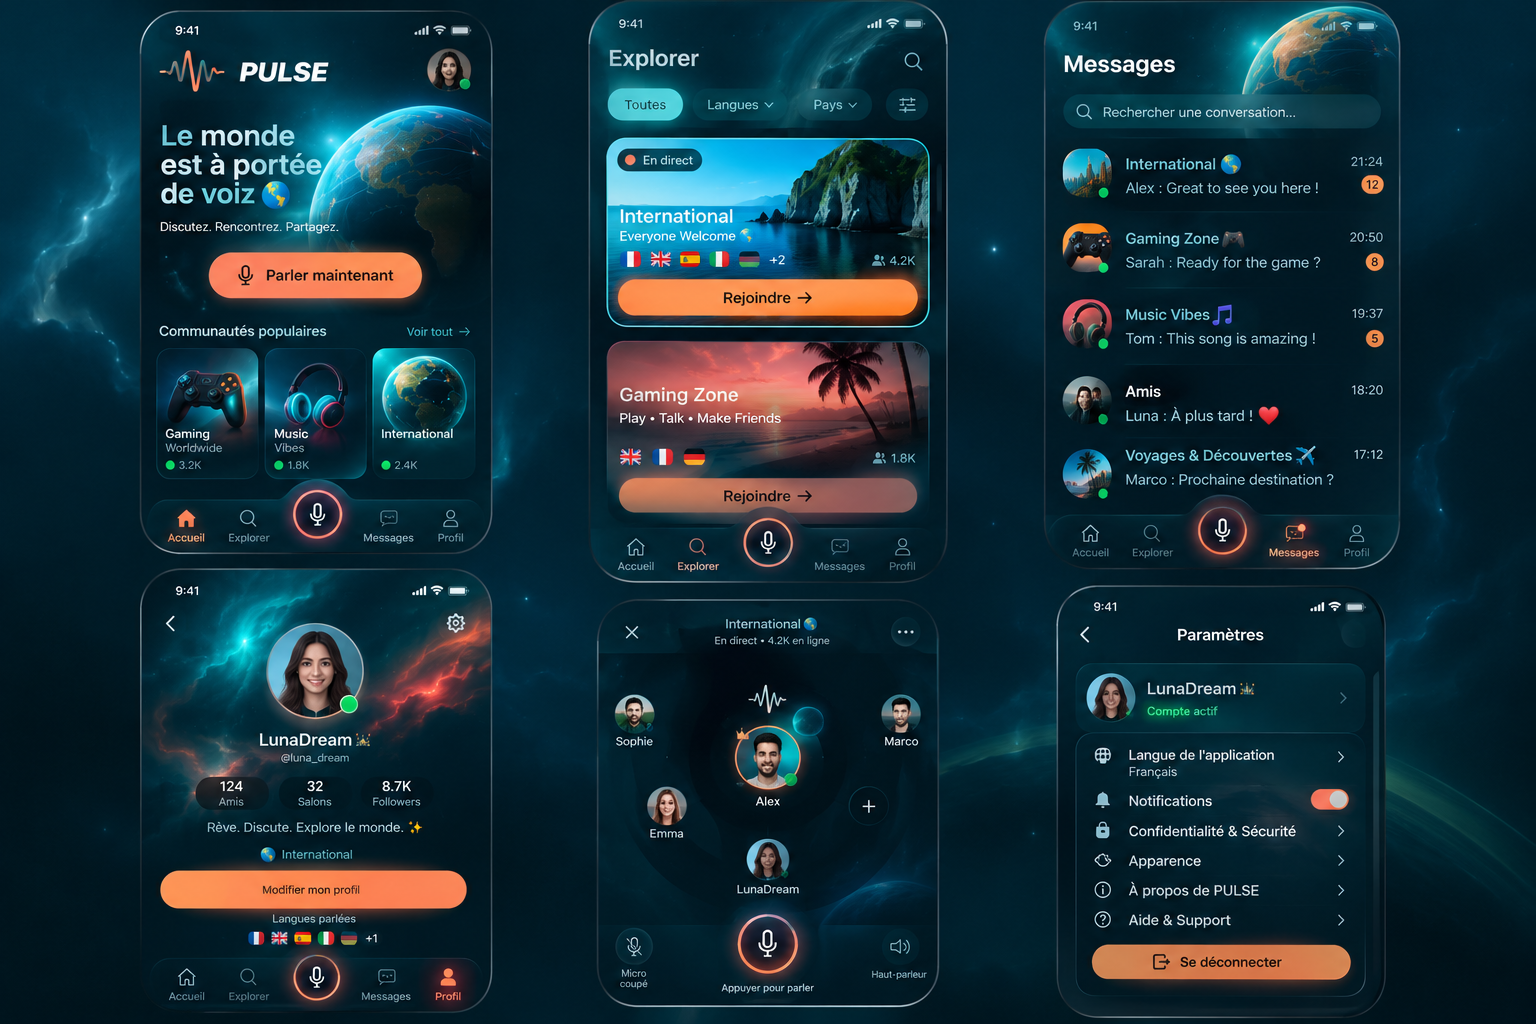 9:41
PULSE
Le monde
est à portée
de voiz
Discutez. Rencontrez. Partagez.
Parler maintenant
Communautés populaires
Voir tout →
Gaming
Worldwide
3.2K
Music
Vibes
1.8K
International
2.4K
Accueil
Explorer
Messages
Profil
9:41
Explorer
Toutes
Langues
Pays
En direct
International
Everyone Welcome
+2
4.2K
Rejoindre →
Gaming Zone
Play • Talk • Make Friends
1.8K
Rejoindre →
Accueil
Explorer
Messages
Profil
9:41
Messages
Rechercher une conversation...
International
21:24
Alex : Great to see you here !
12
Gaming Zone
20:50
Sarah : Ready for the game ?
8
Music Vibes
19:37
Tom : This song is amazing !
5
Amis
18:20
Luna : À plus tard !
Voyages & Découvertes
17:12
Marco : Prochaine destination ?
Accueil
Explorer
Messages
Profil
9:41
LunaDream
@luna_dream
124
Amis
32
Salons
8.7K
Followers
Rêve. Discute. Explore le monde.
International
Modifier mon profil
Langues parlées
+1
Accueil
Explorer
Messages
Profil
International
En direct • 4.2K en ligne
Sophie
Marco
Alex
Emma
LunaDream
Micro
coupé
Appuyer pour parler
Haut-parleur
9:41
Paramètres
LunaDream
Compte actif
Langue de l'application
Français
Notifications
Confidentialité & Sécurité
Apparence
À propos de PULSE
Aide & Support
Se déconnecter